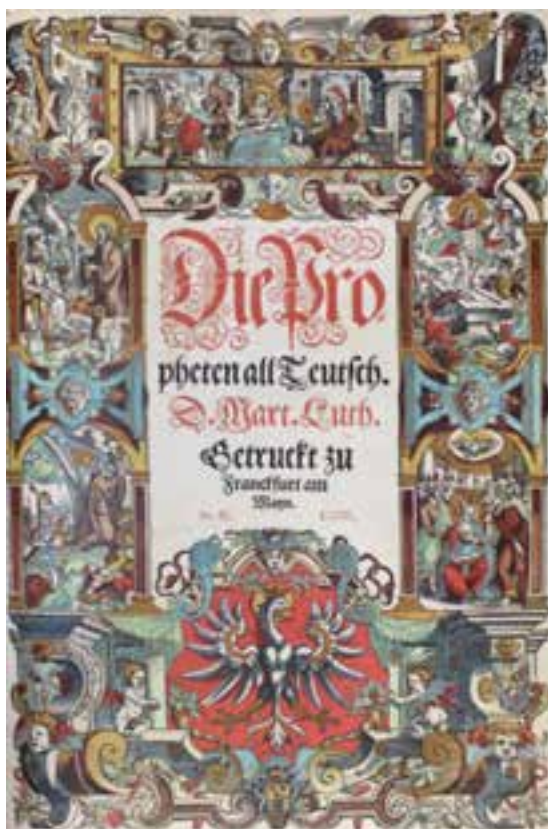 Die Pro
pheten all Teutsch.
D. Mart. Luth.
Getruckt zu
Franckfurt am
Mayn.